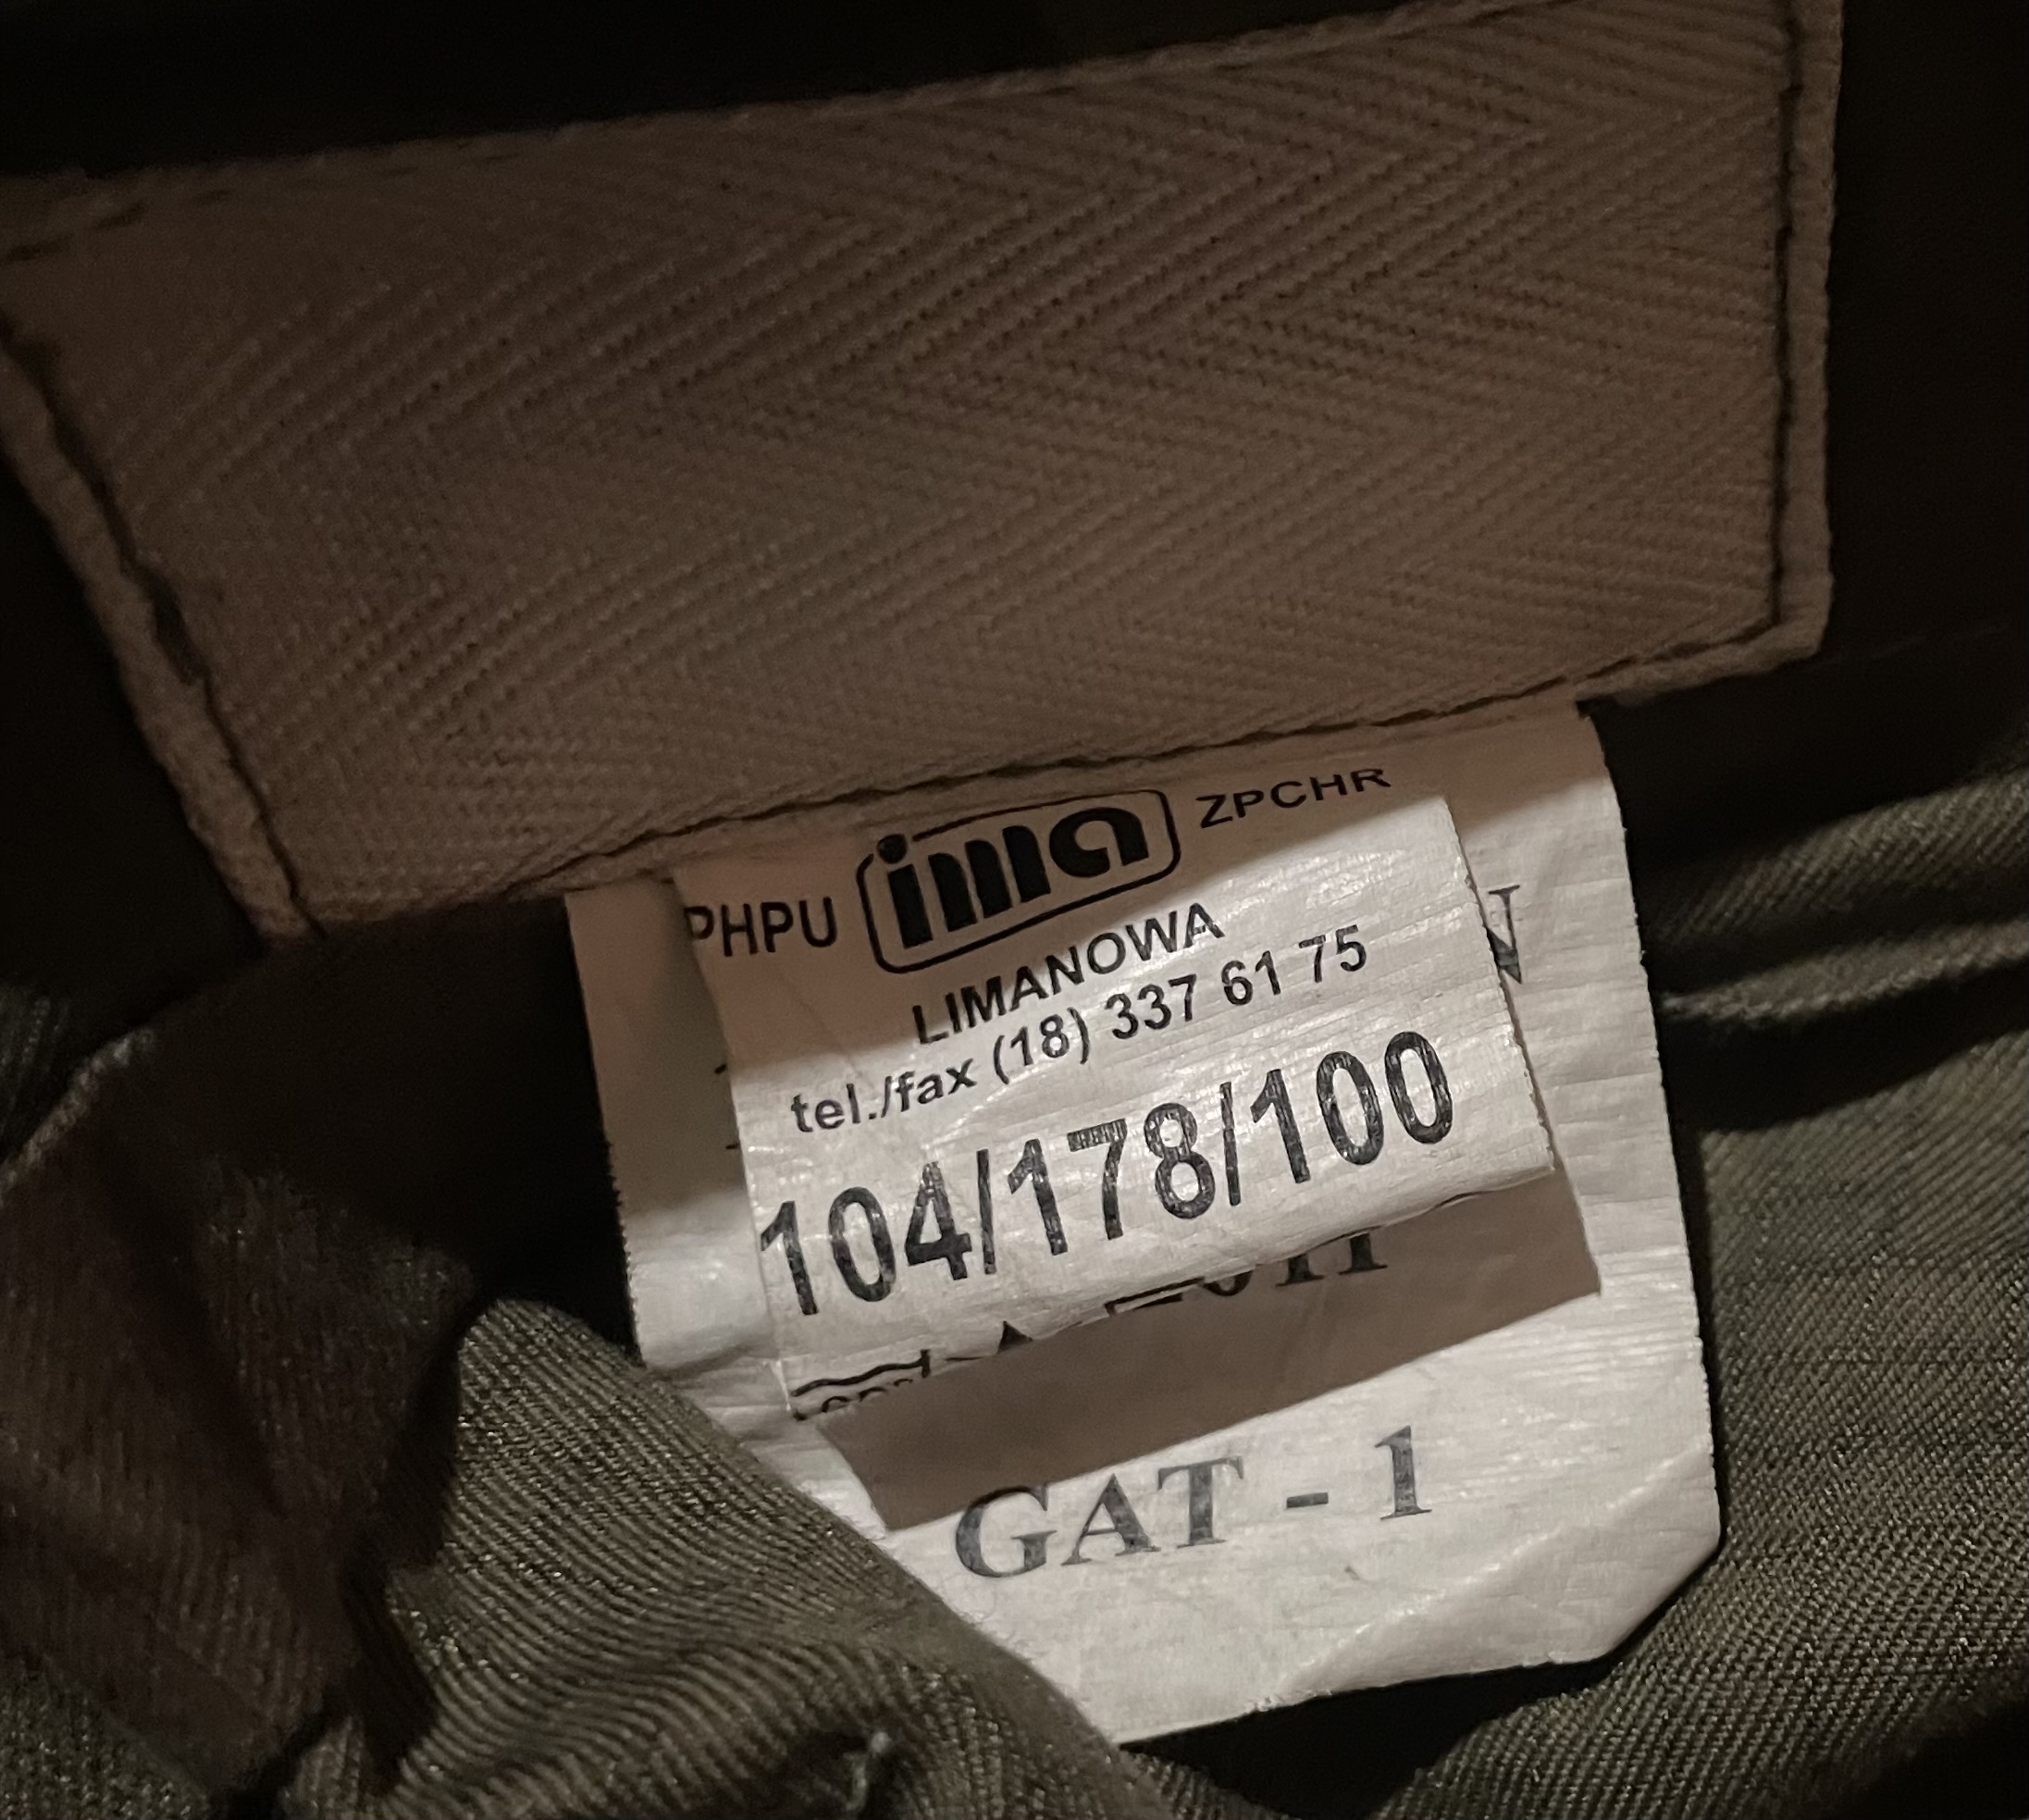 PHPU ima ZPCHR
LIMANOWA
tel./fax (18) 337 61 75
104/178/100
GAT - 1